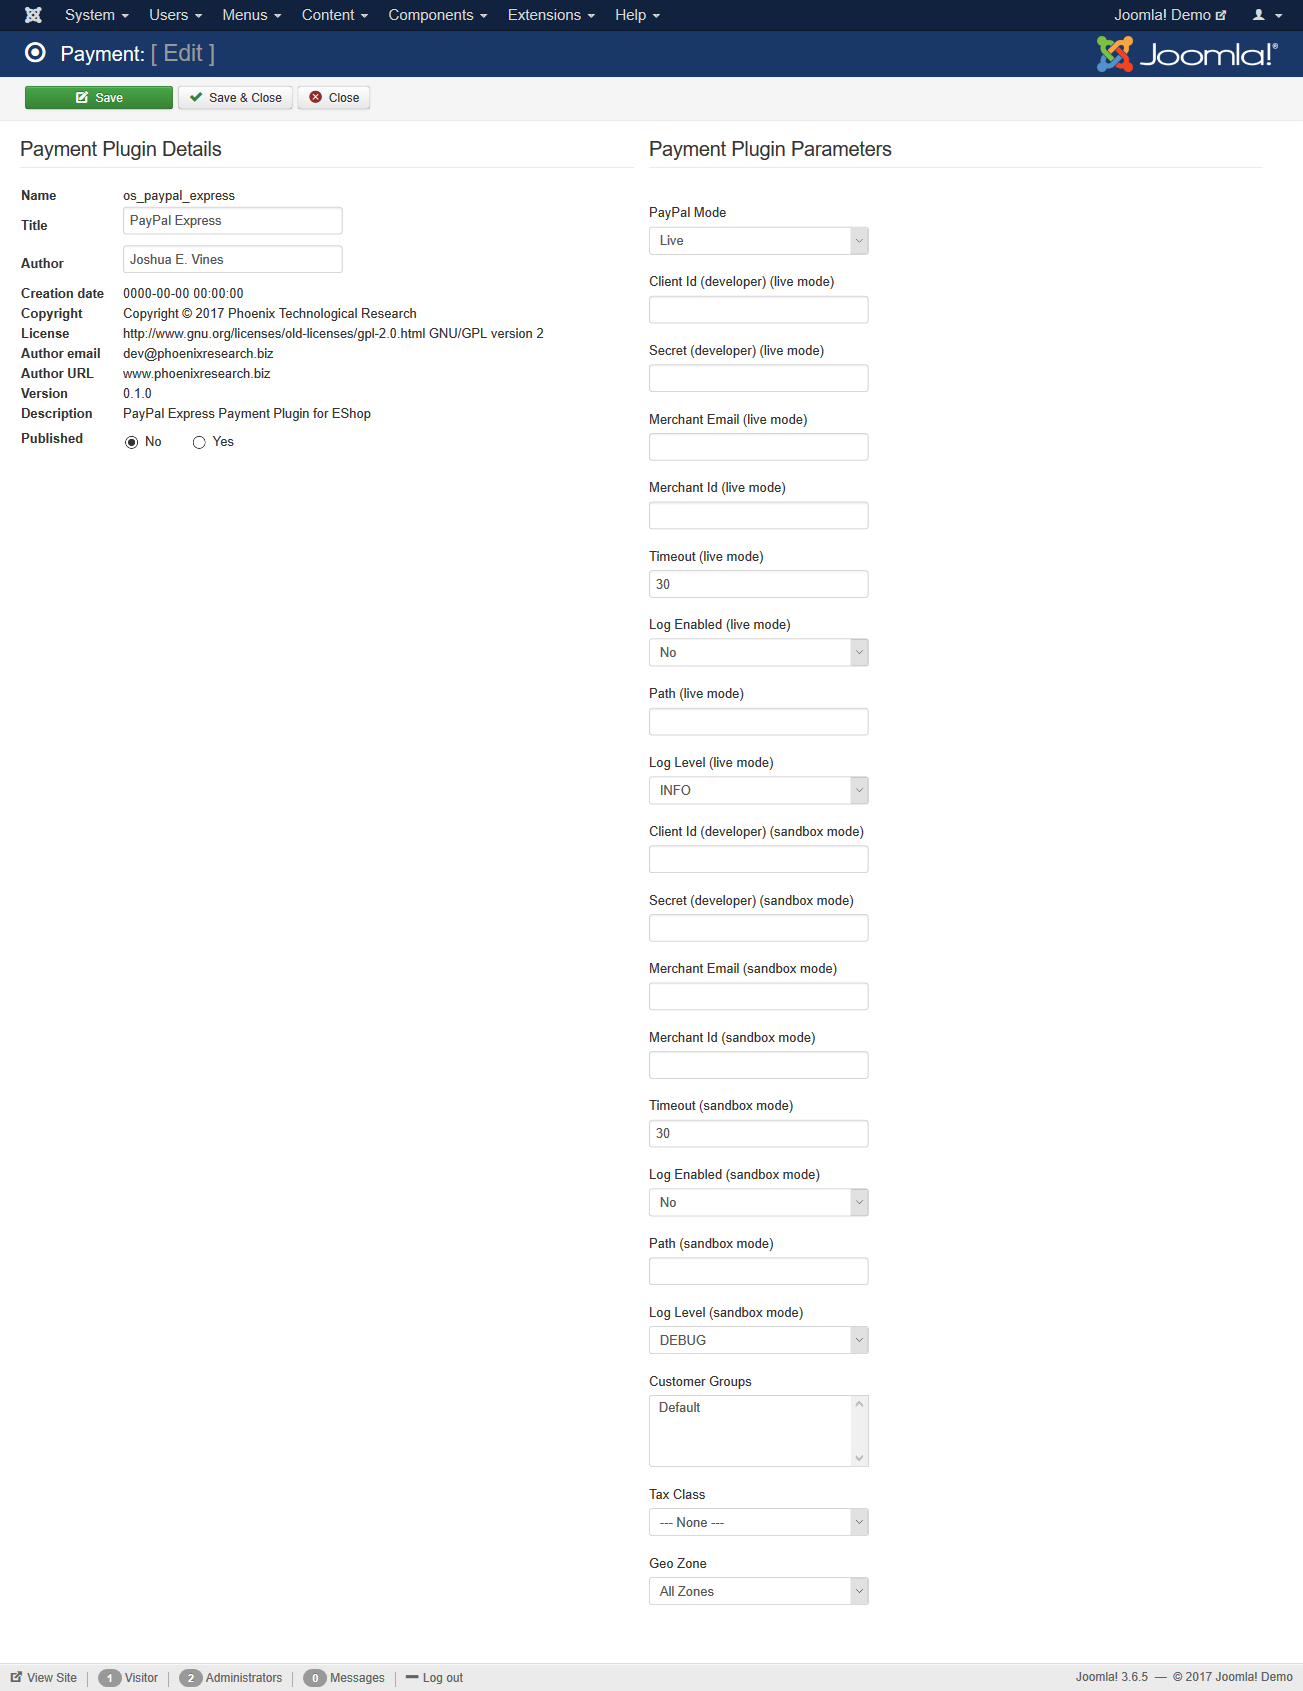 System Users Menus Content Components Extensions Help Joomla! Demo
Payment: [ Edit ] Joomla!®
Save Save & Close Close
Payment Plugin Details
Name os_paypal_express
Title PayPal Express
Author Joshua E. Vines
Creation date 0000-00-00 00:00:00
Copyright Copyright © 2017 Phoenix Technological Research
License http://www.gnu.org/licenses/old-licenses/gpl-2.0.html GNU/GPL version 2
Author email dev@phoenixresearch.biz
Author URL www.phoenixresearch.biz
Version 0.1.0
Description PayPal Express Payment Plugin for EShop
Published No Yes
Payment Plugin Parameters
PayPal Mode
Live
Client Id (developer) (live mode)
Secret (developer) (live mode)
Merchant Email (live mode)
Merchant Id (live mode)
Timeout (live mode)
30
Log Enabled (live mode)
No
Path (live mode)
Log Level (live mode)
INFO
Client Id (developer) (sandbox mode)
Secret (developer) (sandbox mode)
Merchant Email (sandbox mode)
Merchant Id (sandbox mode)
Timeout (sandbox mode)
30
Log Enabled (sandbox mode)
No
Path (sandbox mode)
Log Level (sandbox mode)
DEBUG
Customer Groups
Default
Tax Class
--- None ---
Geo Zone
All Zones
View Site 1 Visitor 2 Administrators 0 Messages Log out Joomla! 3.6.5 — © 2017 Joomla! Demo